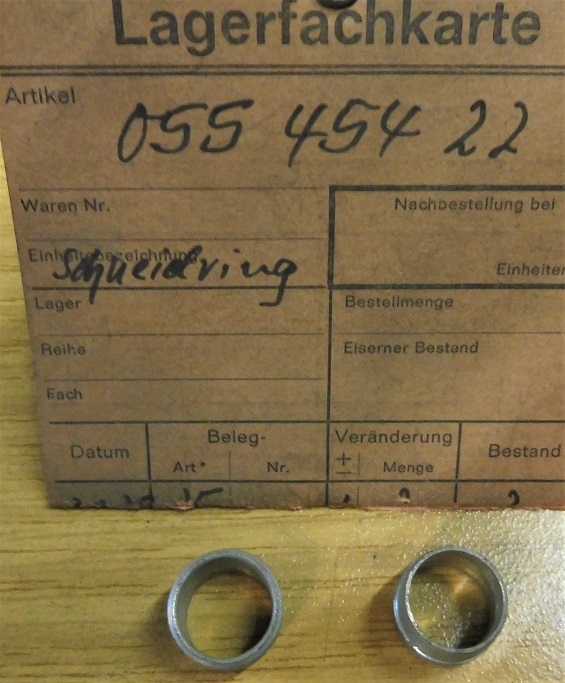 Lagerfachkarte
Artikel
055 454 22
Waren Nr.
Nachbestellung bei
Einheitsbezeichnung
Schneidring
Einheiten
Lager
Bestellmenge
Reihe
Eiserner Bestand
Fach
Datum
Beleg-
Veränderung
Bestand
Art*
Nr.
+
−
Menge